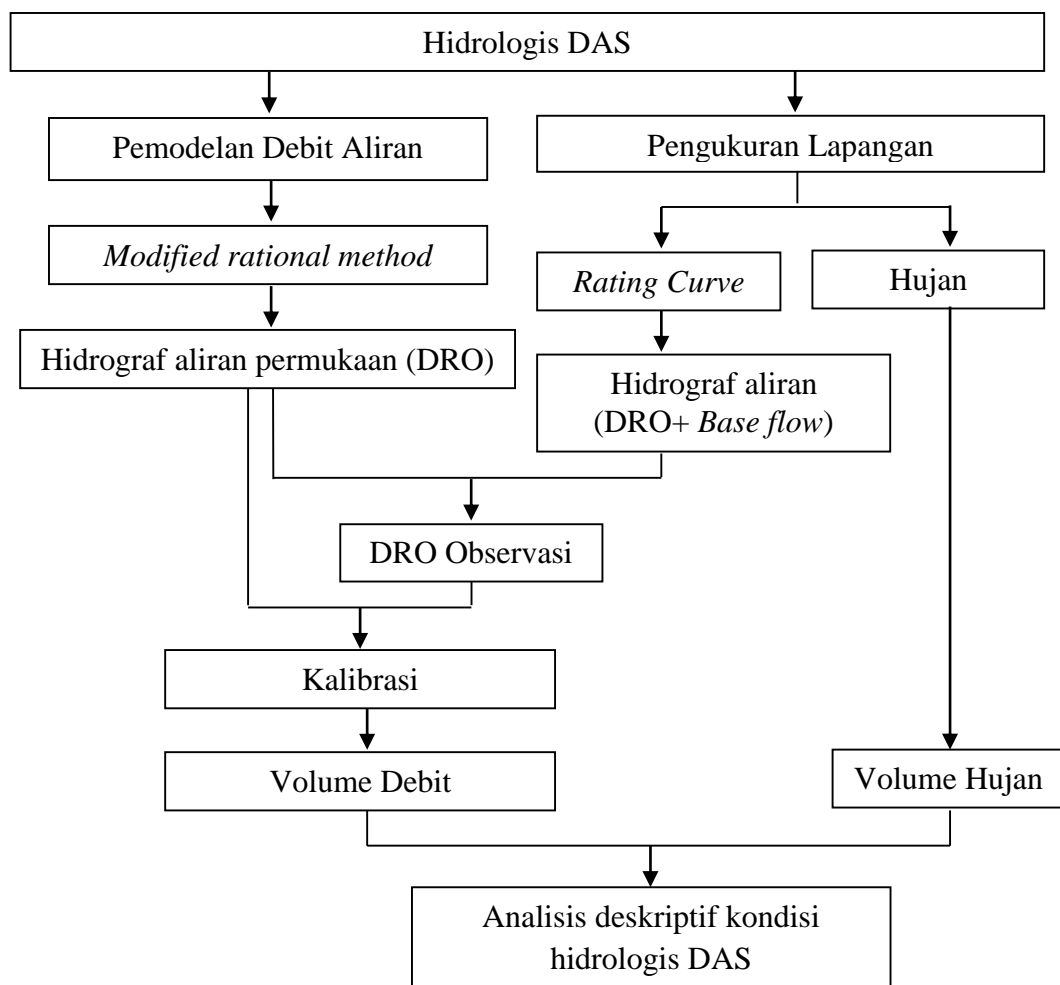 Hidrologis DAS
Pemodelan Debit Aliran
Pengukuran Lapangan
Modified rational method
Rating Curve
Hujan
Hidrograf aliran permukaan (DRO)
Hidrograf aliran
(DRO+ Base flow)
DRO Observasi
Kalibrasi
Volume Debit
Volume Hujan
Analisis deskriptif kondisi
hidrologis DAS